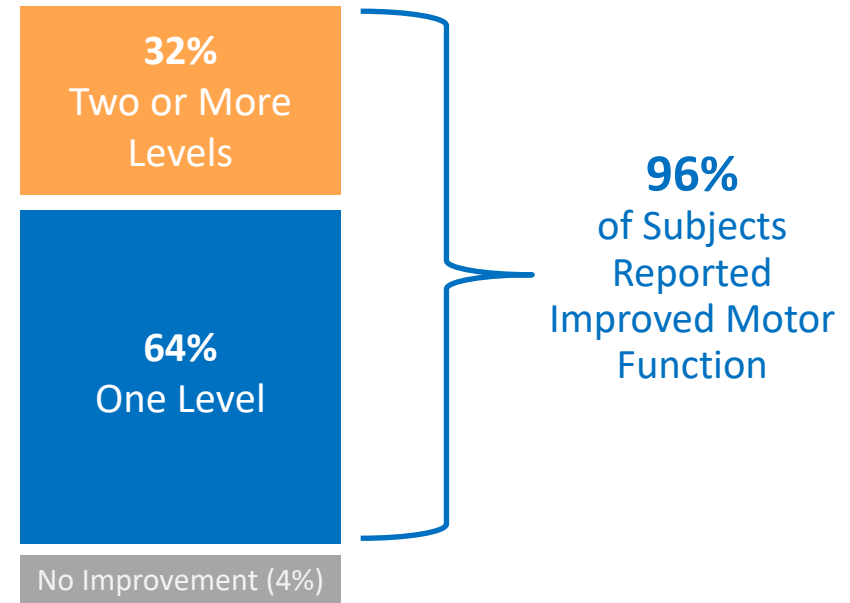 32%
Two or More
Levels
64%
One Level
No Improvement (4%)
96%
of Subjects
Reported
Improved Motor
Function